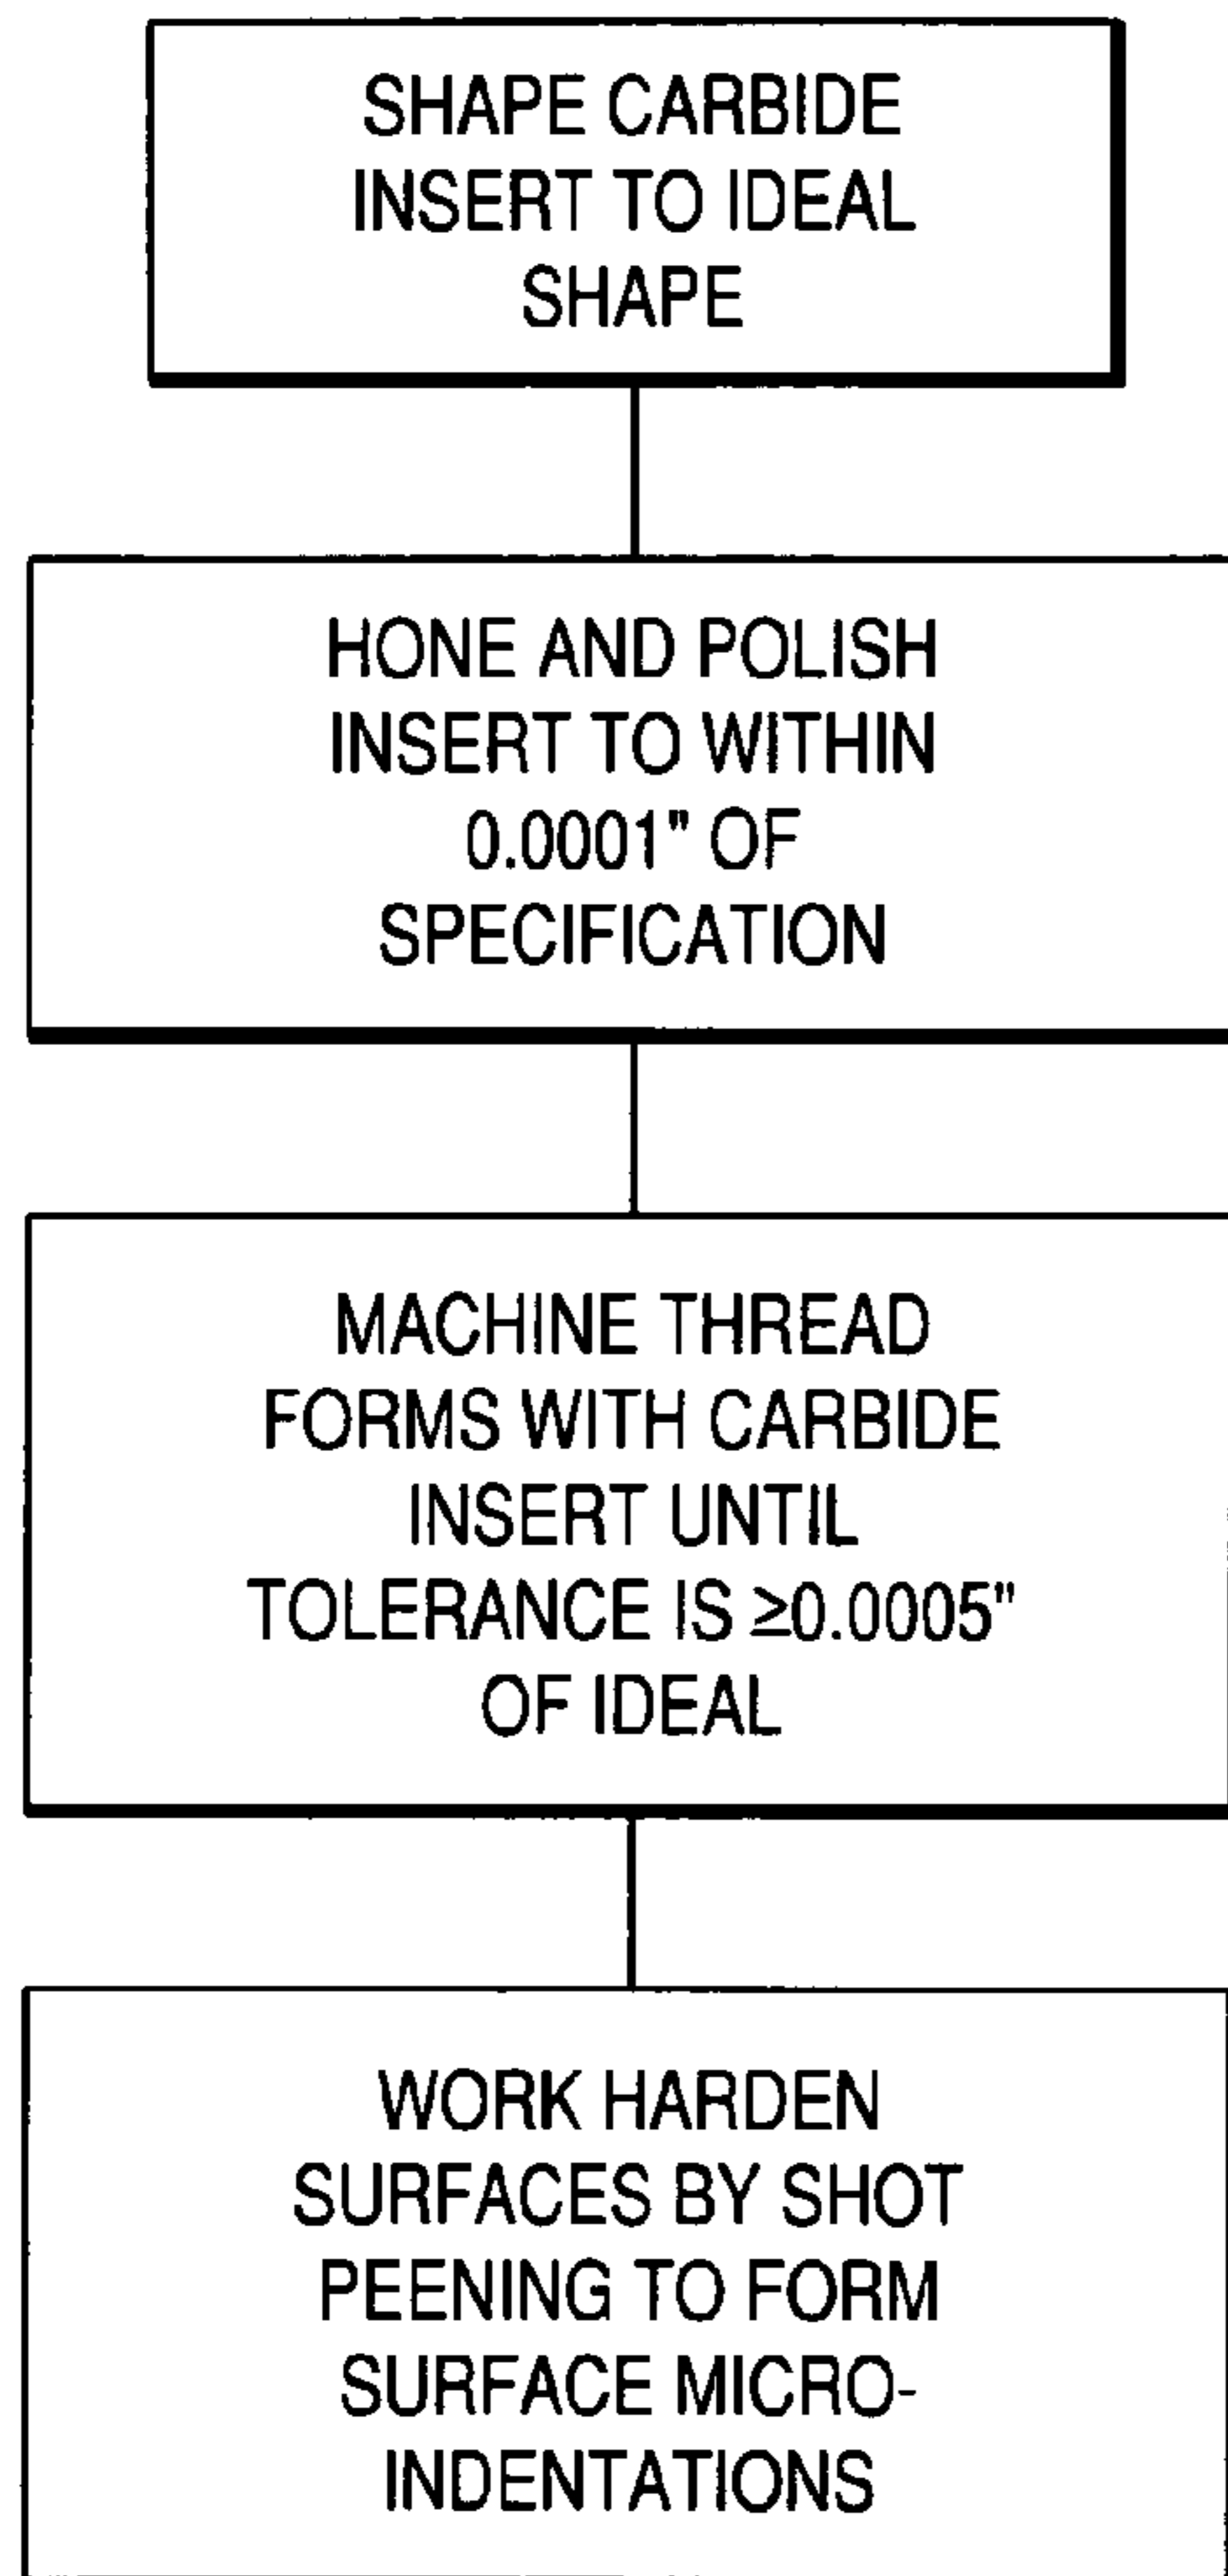 SHAPE CARBIDE
INSERT TO IDEAL
SHAPE
HONE AND POLISH
INSERT TO WITHIN
0.0001" OF
SPECIFICATION
MACHINE THREAD
FORMS WITH CARBIDE
INSERT UNTIL
TOLERANCE IS ≥0.0005"
OF IDEAL
WORK HARDEN
SURFACES BY SHOT
PEENING TO FORM
SURFACE MICRO-
INDENTATIONS